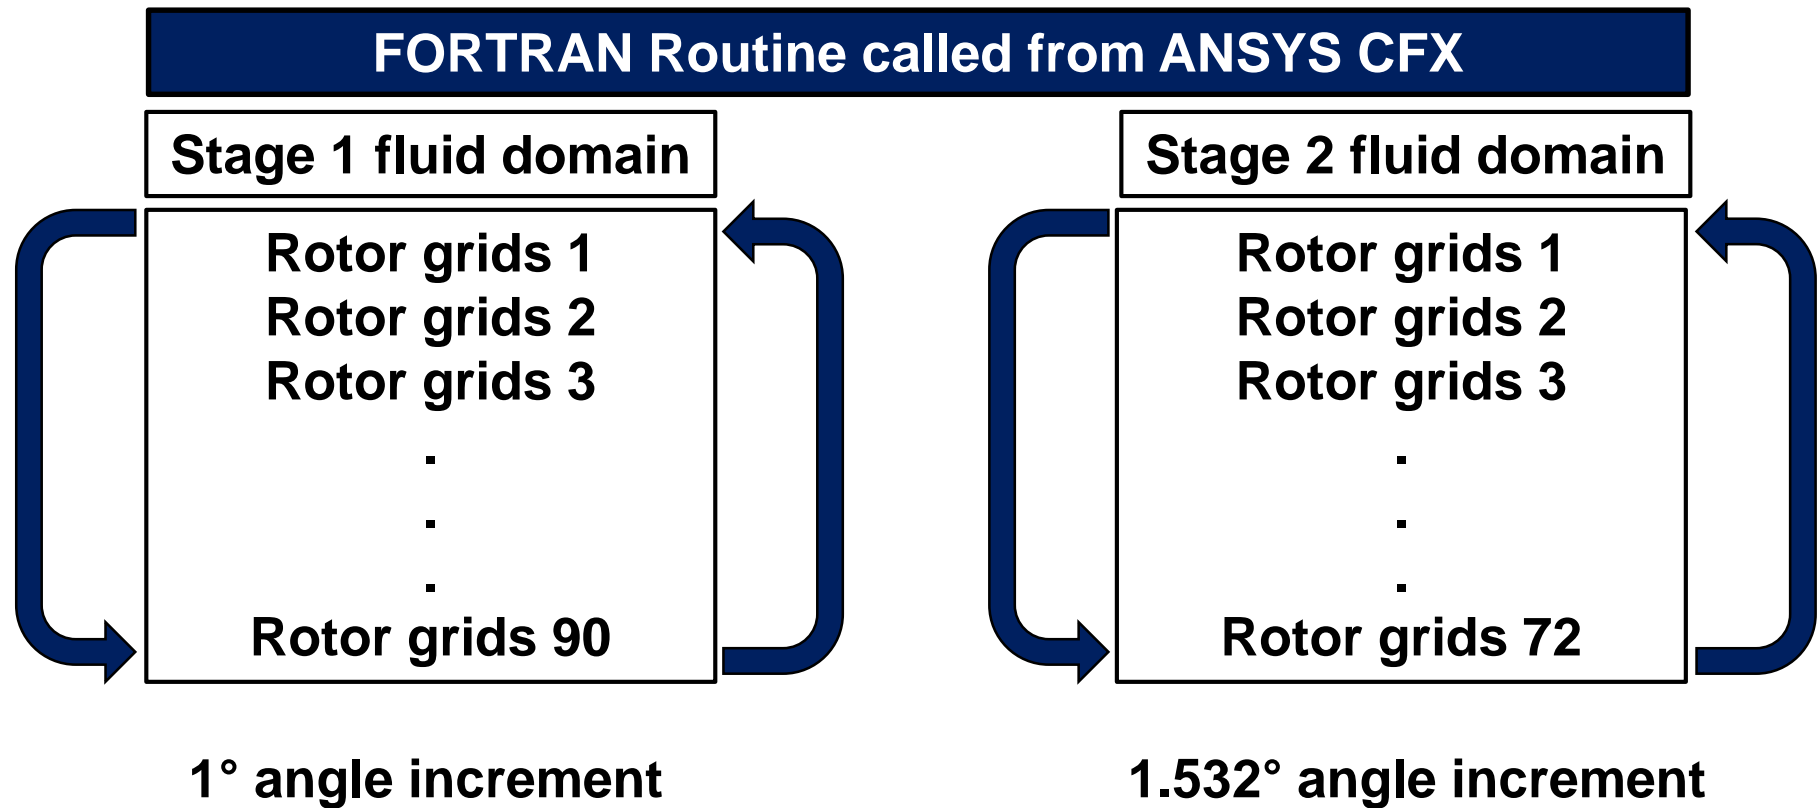 FORTRAN Routine called from ANSYS CFX
Stage 1 fluid domain
Rotor grids 1
Rotor grids 2
Rotor grids 3
.
.
.
Rotor grids 90
1° angle increment
Stage 2 fluid domain
Rotor grids 1
Rotor grids 2
Rotor grids 3
.
.
.
Rotor grids 72
1.532° angle increment